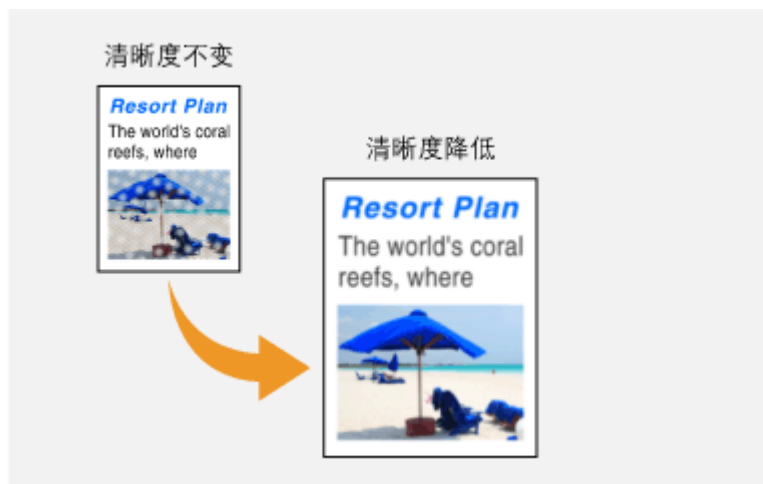 清晰度不变
Resort Plan
The world's coral
reefs, where
清晰度降低
Resort Plan
The world's coral
reefs, where